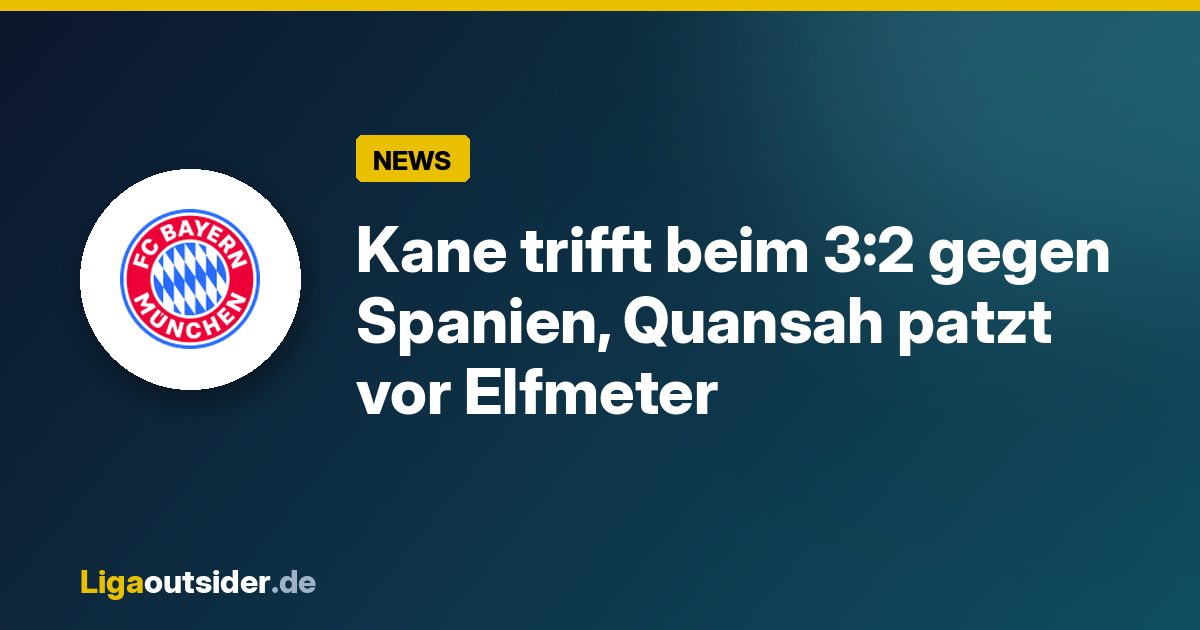 NEWS
FC BAYERN
MÜNCHEN
Kane trifft beim 3:2 gegen
Spanien, Quansah patzt
vor Elfmeter
Ligaoutsider.de